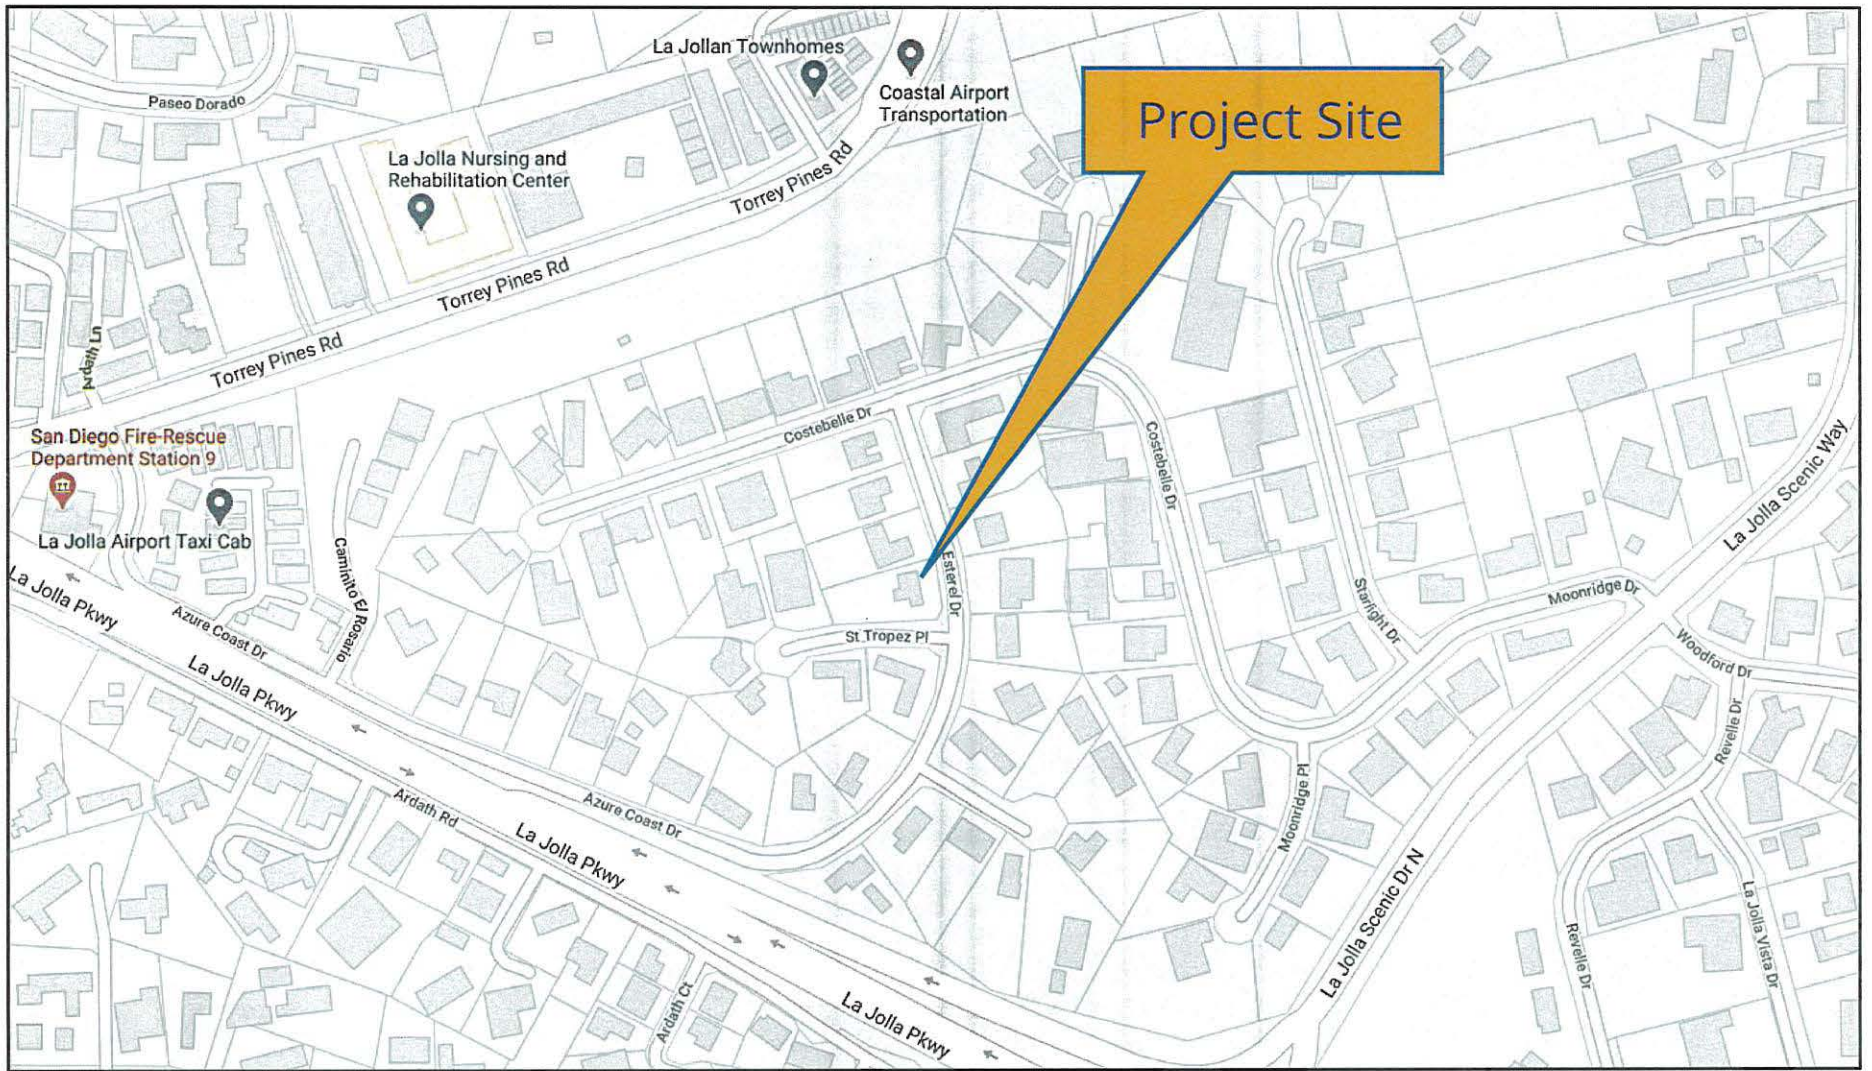 La Jollan Townhomes
Coastal Airport
Transportation
Paseo Dorado
Project Site
La Jolla Nursing and
Rehabilitation Center
Torrey Pines Rd
Torrey Pines Rd
Torrey Pines Rd
Ardath Ln
San Diego Fire-Rescue
Department Station 9
La Jolla Airport Taxi Cab
Costebelle Dr
Costebelle Dr
La Jolla Scenic Way
Caminito El Rosario
Esterel Dr
Starlight Dr
Moonridge Dr
La Jolla Pkwy
Azure Coast Dr
St Tropez Pl
Woodford Dr
La Jolla Pkwy
Revelle Dr
Moonridge Pl
Ardath Rd
Azure Coast Dr
La Jolla Pkwy
La Jolla Scenic Dr N
La Jolla Vista Dr
Revelle Dr
Ardath Ct
La Jolla Pkwy